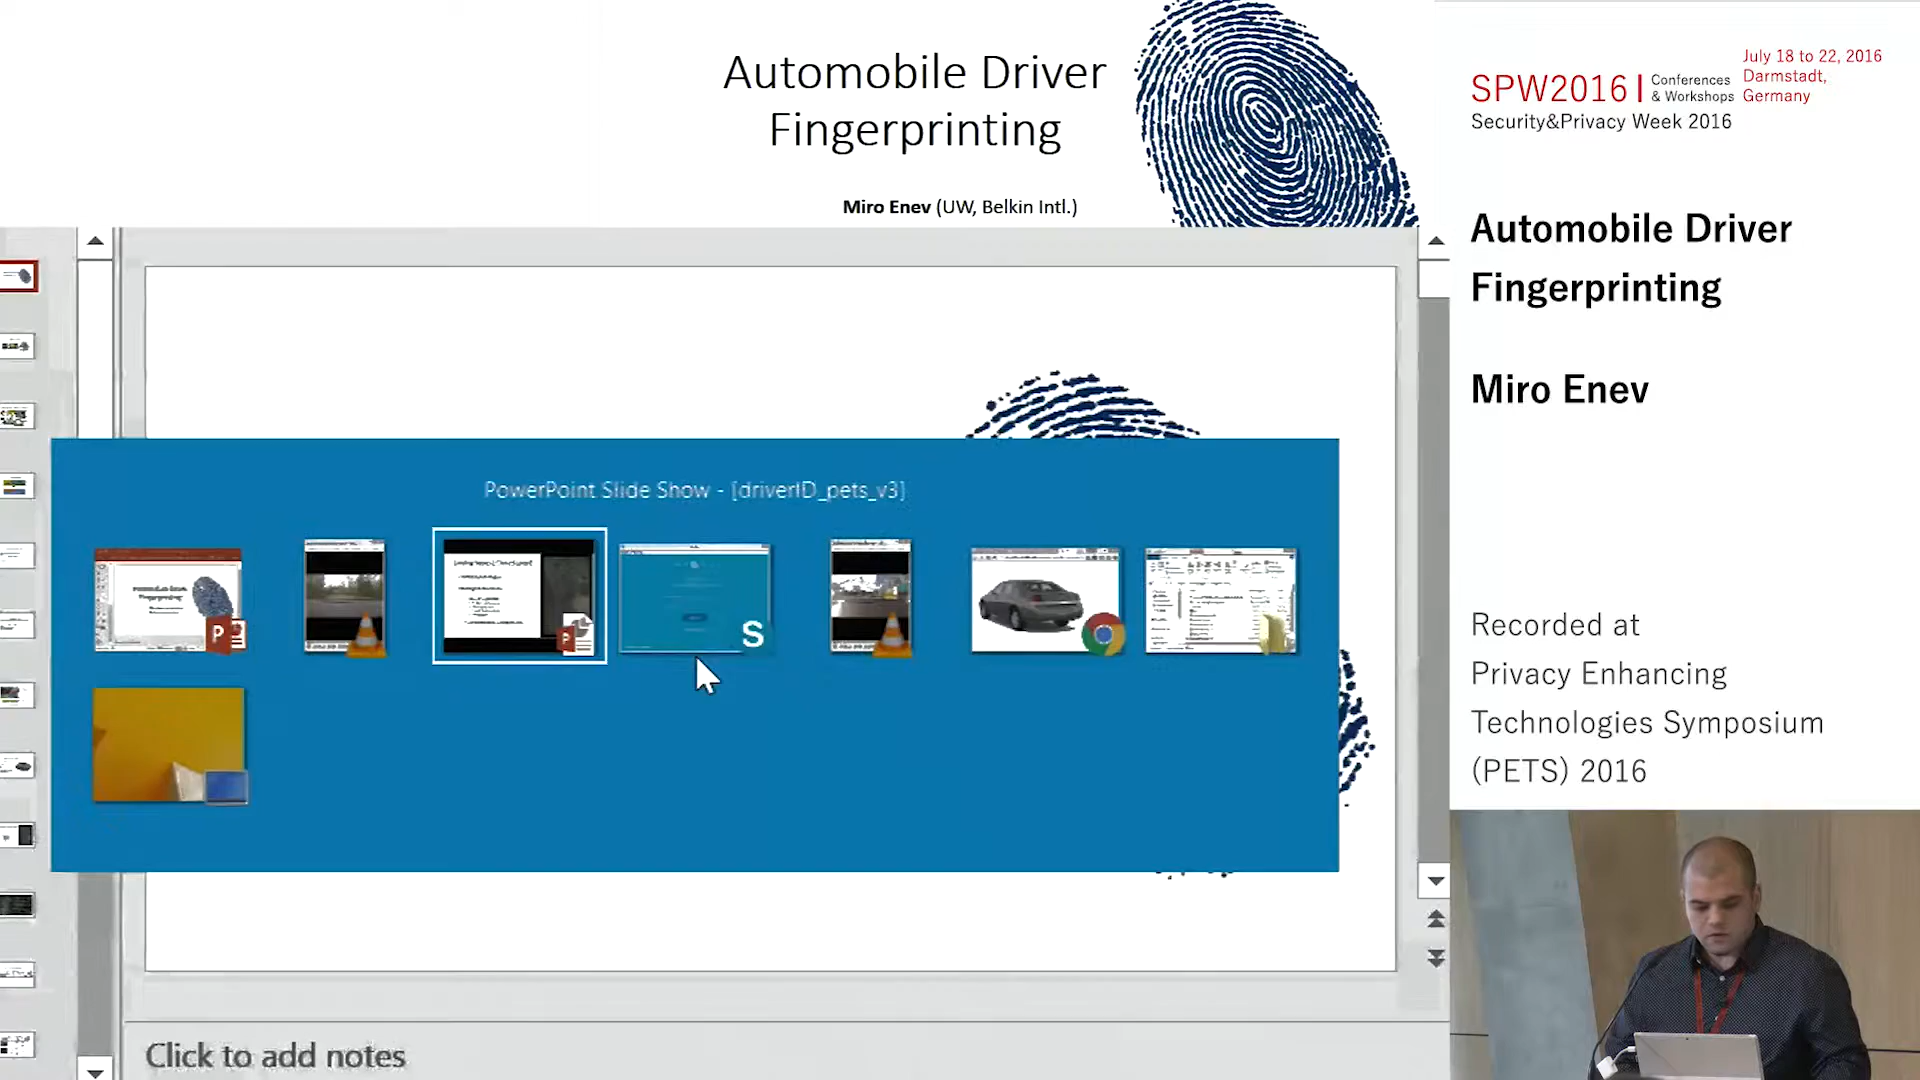 Automobile Driver
Fingerprinting
Miro Enev (UW, Belkin Intl.)
PowerPoint Slide Show - [driverID_pets_v3]
P
P
S
Click to add notes
SPW2016 | Conferences & Workshops
July 18 to 22, 2016
Darmstadt,
Germany
Security&Privacy Week 2016
Automobile Driver
Fingerprinting
Miro Enev
Recorded at
Privacy Enhancing
Technologies Symposium
(PETS) 2016